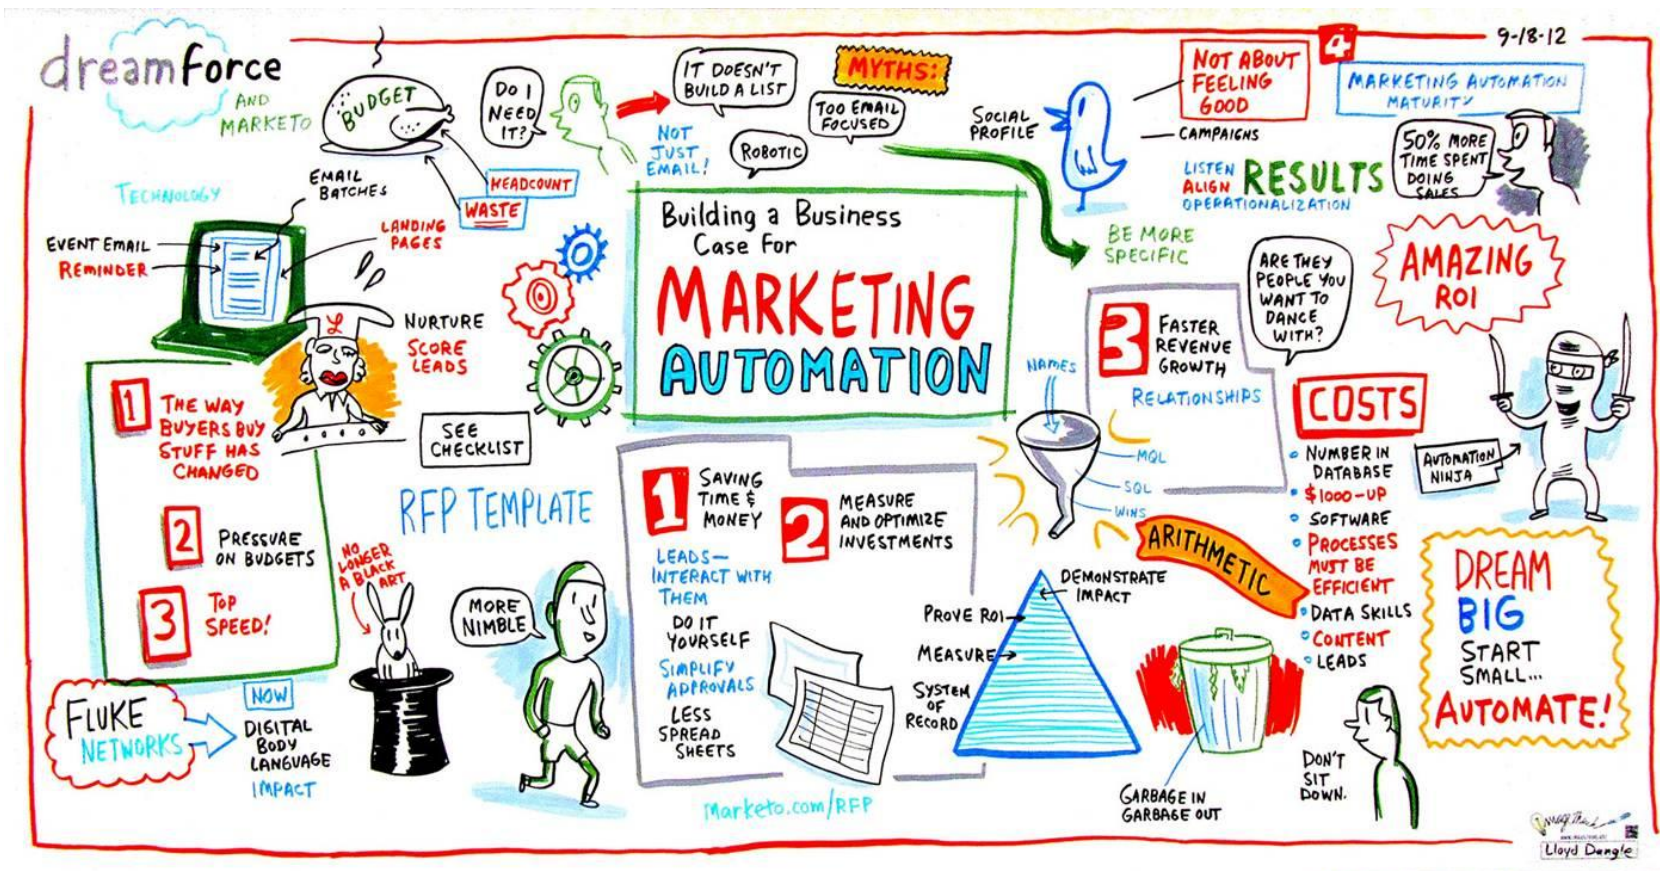 dreamforce
AND
MARKETO
BUDGET
HEADCOUNT
WASTE
TECHNOLOGY
EMAIL
BATCHES
EVENT EMAIL
REMINDER
LANDING
PAGES
L
NURTURE
SCORE
LEADS
1
THE WAY
BUYERS BUY
STUFF HAS
CHANGED
2
PRESSURE
ON BUDGETS
3
TOP
SPEED!
SEE
CHECKLIST
RFP TEMPLATE
NO
LONGER
A BLACK
ART
FLUKE
NETWORKS
NOW
DIGITAL
BODY
LANGUAGE
IMPACT
MORE
NIMBLE
DO I
NEED
IT?
IT DOESN'T
BUILD A LIST
NOT
JUST
EMAIL!
ROBOTIC
MYTHS:
TOO EMAIL
FOCUSED
Building a Business
Case For
MARKETING
AUTOMATION
1
SAVING
TIME &
MONEY
LEADS—
INTERACT WITH
THEM
DO IT
YOURSELF
SIMPLIFY
APPROVALS
LESS
SPREAD
SHEETS
2
MEASURE
AND OPTIMIZE
INVESTMENTS
marketo.com/RFP
SOCIAL
PROFILE
NOT ABOUT
FEELING
GOOD
CAMPAIGNS
LISTEN
ALIGN
OPERATIONALIZATION
RESULTS
BE MORE
SPECIFIC
3
FASTER
REVENUE
GROWTH
RELATIONSHIPS
NAMES
MQL
SQL
WINS
ARE THEY
PEOPLE YOU
WANT TO
DANCE
WITH?
4
9-18-12
MARKETING AUTOMATION
MATURITY
50% MORE
TIME SPENT
DOING
SALES
AMAZING
ROI
COSTS
NUMBER IN
DATABASE
$1000-UP
SOFTWARE
PROCESSES
MUST BE
EFFICIENT
DATA SKILLS
CONTENT
LEADS
AUTOMATION
NINJA
ARITHMETIC
DEMONSTRATE
IMPACT
PROVE ROI
MEASURE
SYSTEM
OF
RECORD
GARBAGE IN
GARBAGE OUT
DON'T
SIT
DOWN.
DREAM
BIG
START
SMALL...
AUTOMATE!
Lloyd Dangle